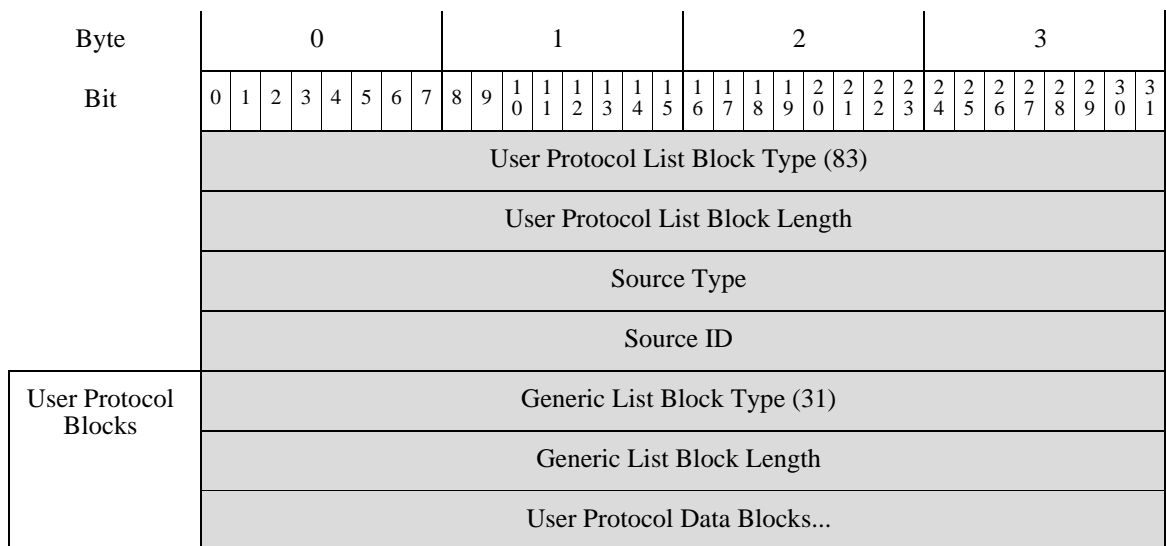 Byte 0 1 2 3
Bit 0 1 2 3 4 5 6 7 8 9 10 11 12 13 14 15 16 17 18 19 20 21 22 23 24 25 26 27 28 29 30 31
User Protocol List Block Type (83)
User Protocol List Block Length
Source Type
Source ID
User Protocol
Blocks
Generic List Block Type (31)
Generic List Block Length
User Protocol Data Blocks...